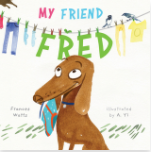 MY FRIEND
FRED
Frances Watts
illustrated by A. Yi